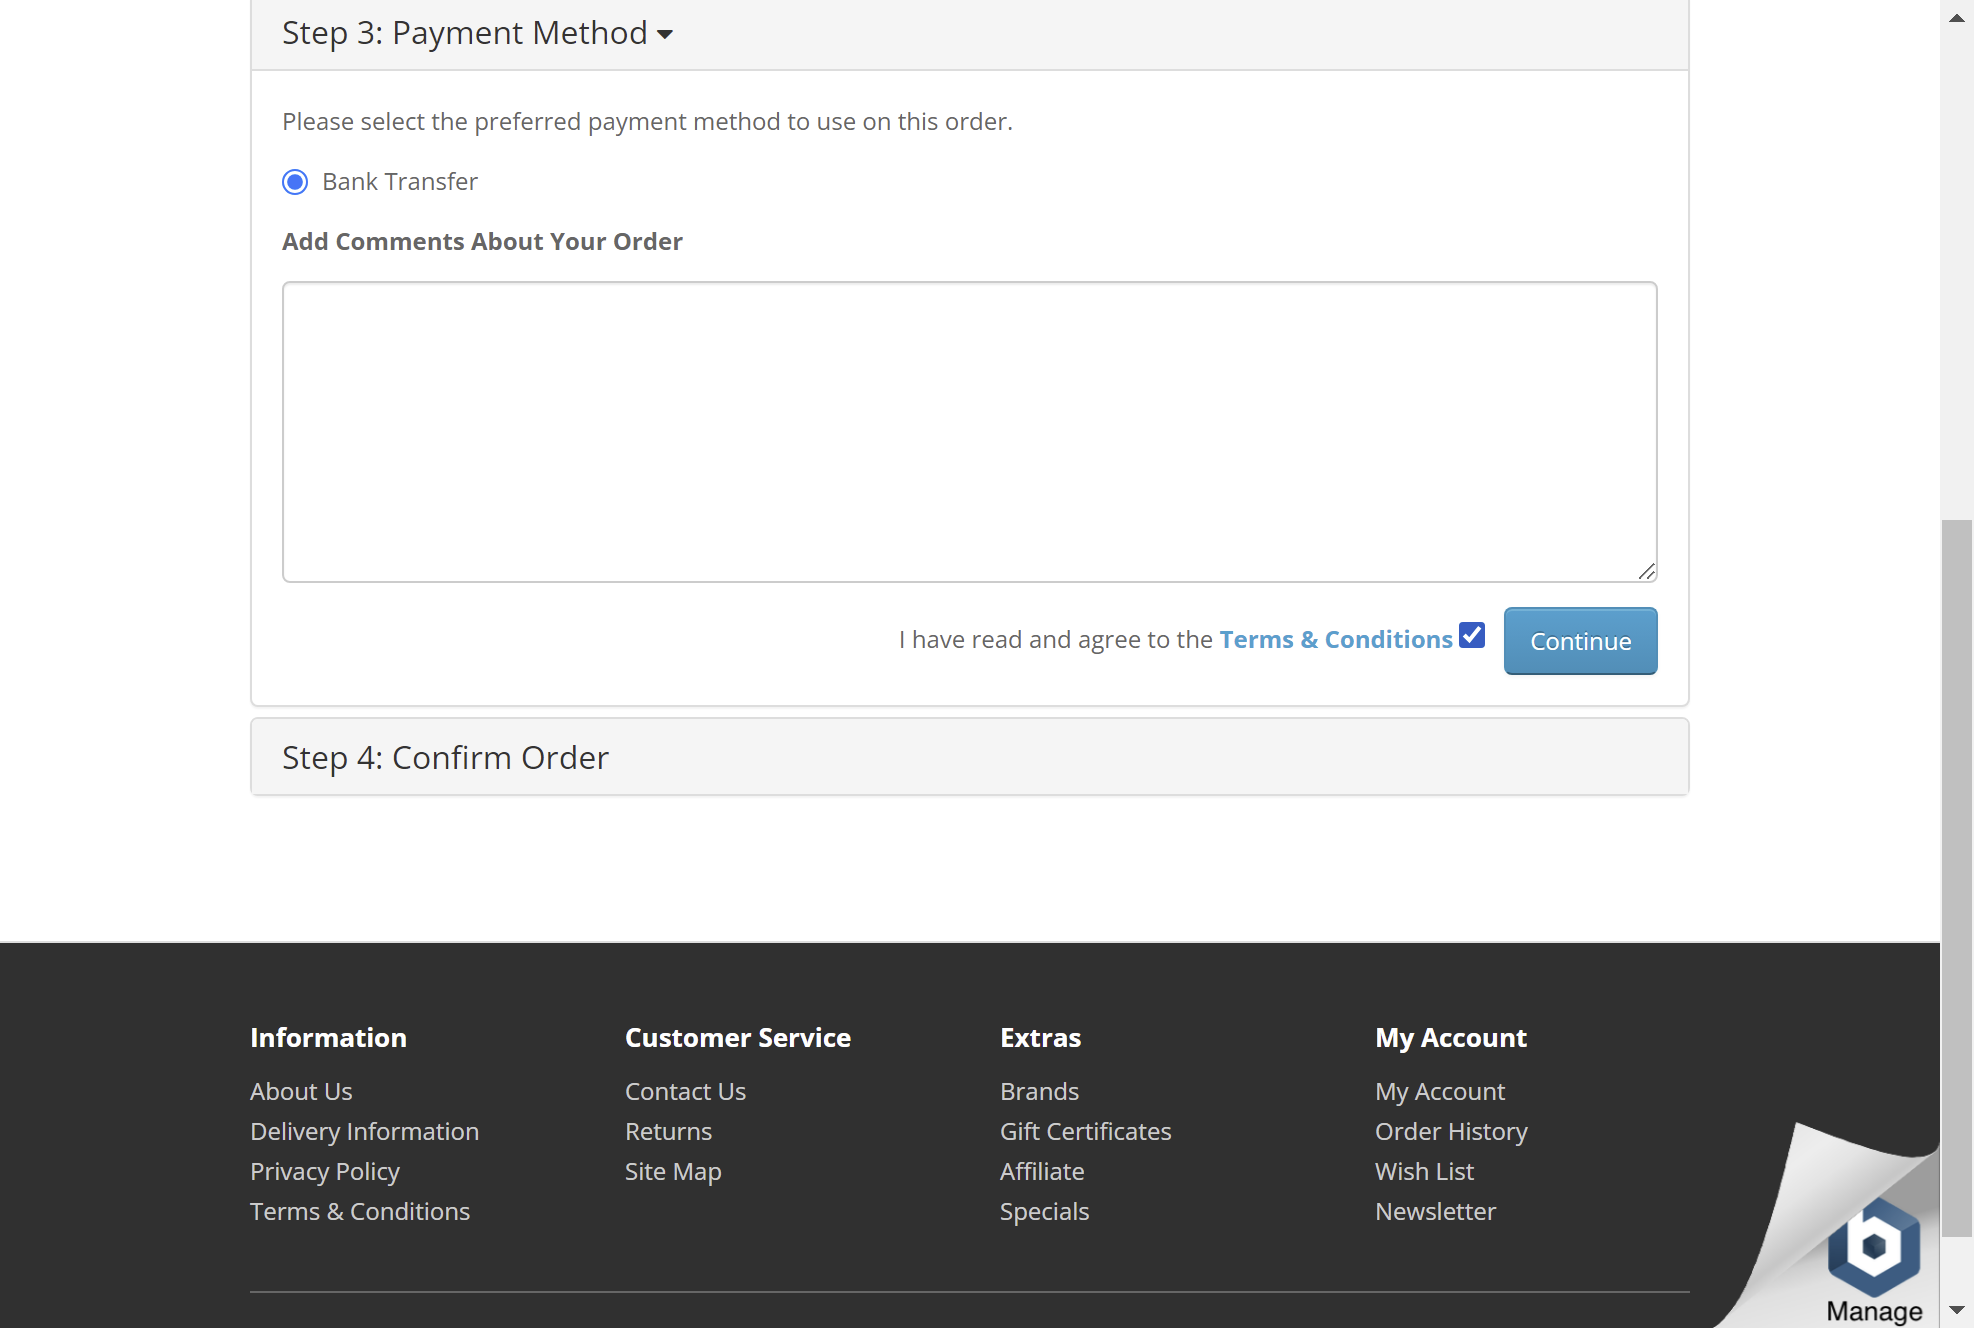 Step 3: Payment Method
Please select the preferred payment method to use on this order.
Bank Transfer
Add Comments About Your Order
I have read and agree to the Terms & Conditions
Continue
Step 4: Confirm Order
Information
About Us
Delivery Information
Privacy Policy
Terms & Conditions
Customer Service
Contact Us
Returns
Site Map
Extras
Brands
Gift Certificates
Affiliate
Specials
My Account
My Account
Order History
Wish List
Newsletter
b
Manage